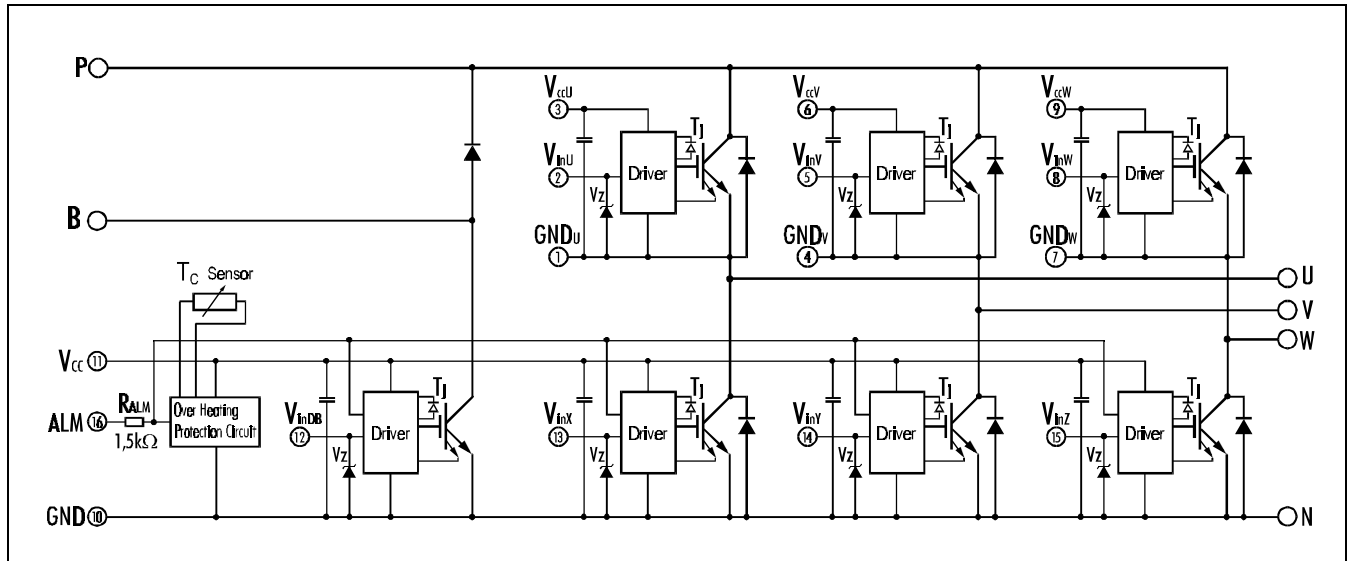 P
VccU
3
TJ
VinU
2
Driver
Vz
GNDU
1
VccV
6
TJ
VinV
5
Driver
Vz
GNDV
4
VccW
9
TJ
VinW
8
Driver
Vz
GNDW
7
B
U
V
W
TC Sensor
Vcc 11
RALM
ALM 16
1,5kΩ
Over Heating
Protection Circuit
GND 10
VinDB
12
Driver
TJ
Vz
VinX
13
Driver
TJ
Vz
VinY
14
Driver
TJ
Vz
VinZ
15
Driver
TJ
Vz
N